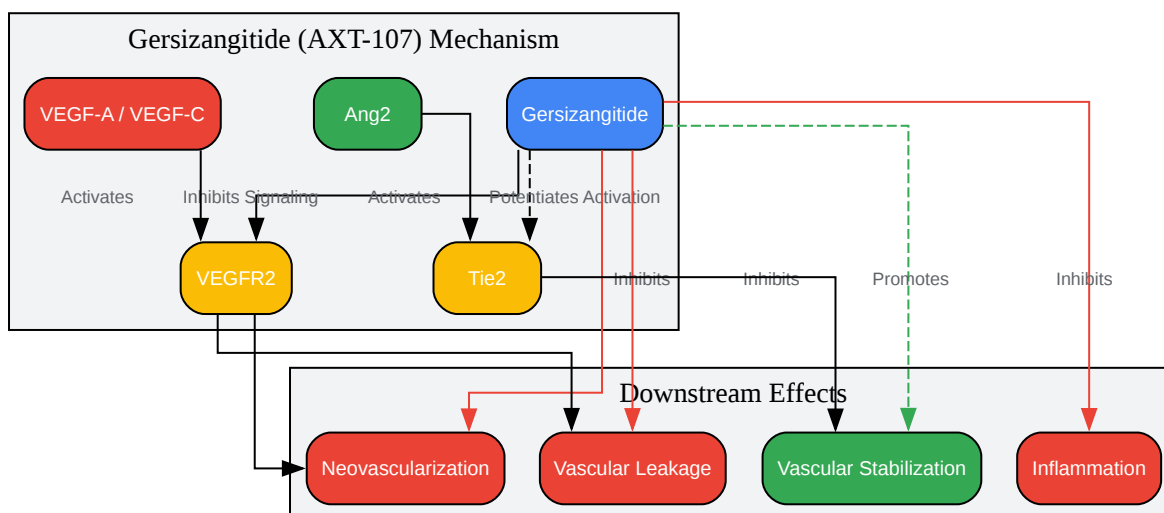 Gersizangitide (AXT-107) Mechanism
VEGF-A / VEGF-C
Ang2
Gersizangitide
Activates
Inhibits Signaling
Activates
Potentiates Activation
VEGFR2
Tie2
Inhibits
Inhibits
Promotes
Inhibits
Downstream Effects
Neovascularization
Vascular Leakage
Vascular Stabilization
Inflammation